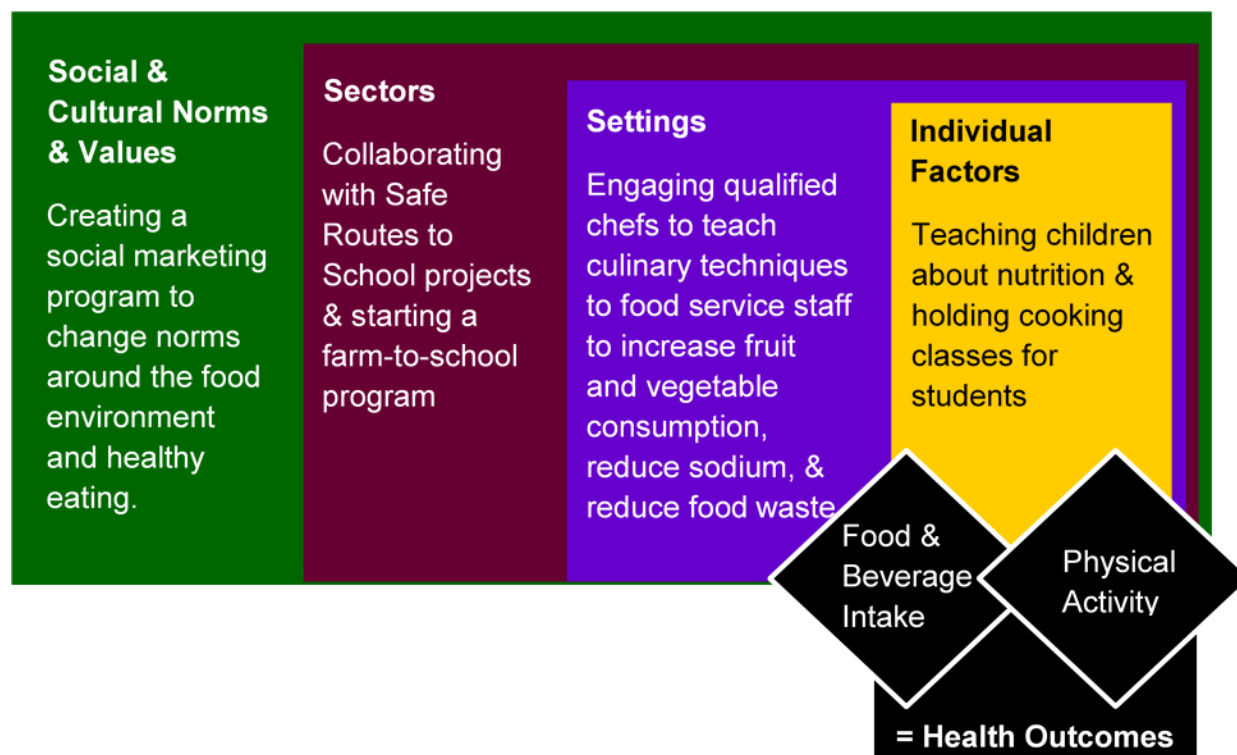 Social &
Cultural Norms
& Values
Creating a
social marketing
program to
change norms
around the food
environment
and healthy
eating.
Sectors
Collaborating
with Safe
Routes to
School projects
& starting a
farm-to-school
program
Settings
Engaging qualified
chefs to teach
culinary techniques
to food service staff
to increase fruit
and vegetable
consumption,
reduce sodium, &
reduce food waste
Individual
Factors
Teaching children
about nutrition &
holding cooking
classes for
students
Food &
Beverage
Intake
Physical
Activity
= Health Outcomes